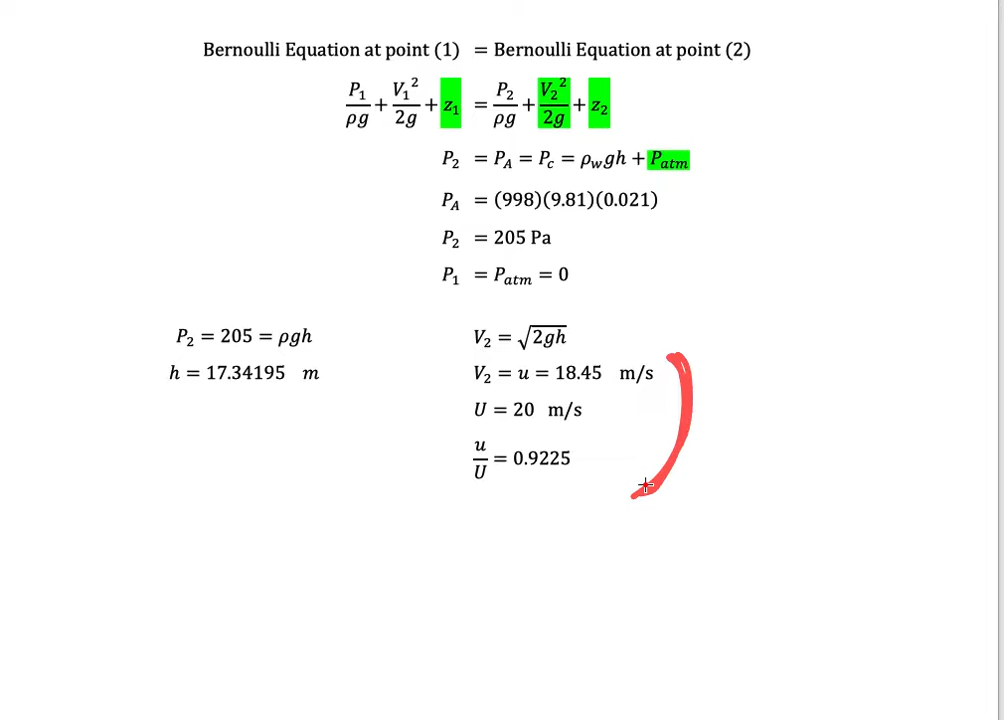 Bernoulli Equation at point (1) = Bernoulli Equation at point (2)
P₁/ρg + V₁²/2g + z₁ = P₂/ρg + V₂²/2g + z₂
P₂ = P_A = P_c = ρ_w gh + P_atm
P_A = (998)(9.81)(0.021)
P₂ = 205 Pa
P₁ = P_atm = 0
P₂ = 205 = ρgh
h = 17.34195 m
V₂ = √2gh
V₂ = u = 18.45 m/s
U = 20 m/s
u/U = 0.9225